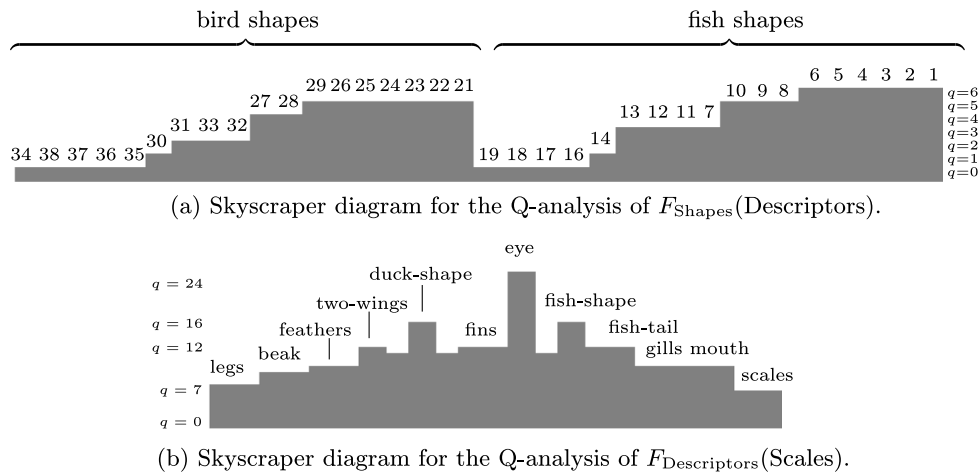 bird shapes fish shapes
6 5 4 3 2 1
29 26 25 24 23 22 21 10 9 8 q=6
27 28 13 12 11 7 q=5
31 33 32 14 q=4
30 q=3
34 38 37 36 35 19 18 17 16 q=2
q=1
q=0
(a) Skyscraper diagram for the Q-analysis of F_Shapes(Descriptors).
eye
duck-shape
q = 24
two-wings fish-shape
q = 16
feathers fins fish-tail
q = 12
beak gills mouth
legs scales
q = 7
q = 0
(b) Skyscraper diagram for the Q-analysis of F_Descriptors(Scales).